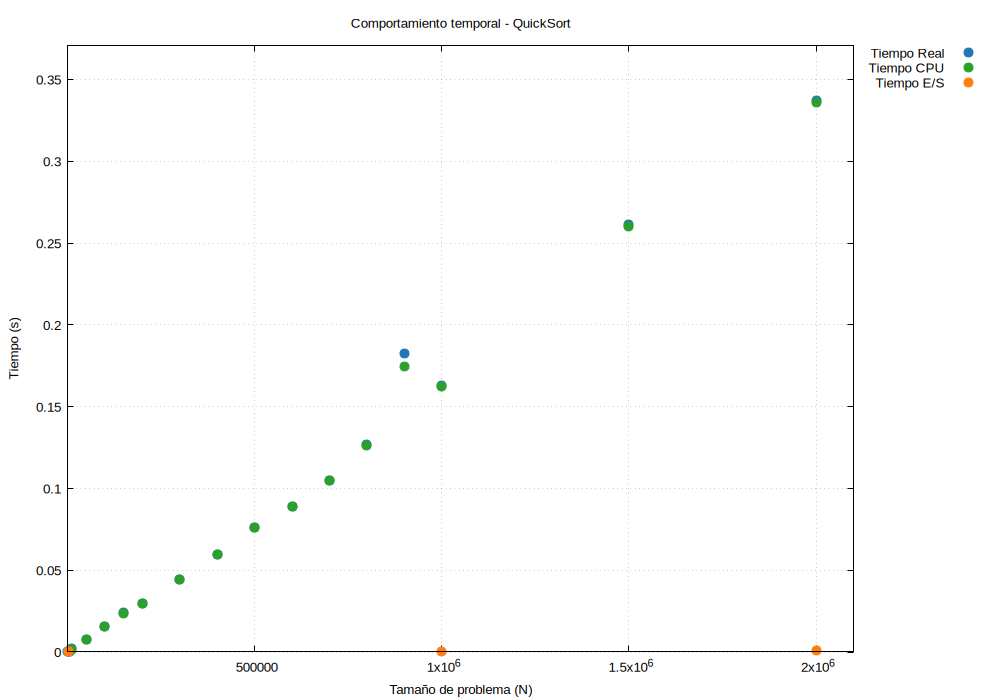 Comportamiento temporal - QuickSort
Tiempo Real
Tiempo CPU
Tiempo E/S
0.35
0.3
0.25
0.2
0.15
0.1
0.05
0
Tiempo (s)
500000
1x10⁶
1.5x10⁶
2x10⁶
Tamaño de problema (N)